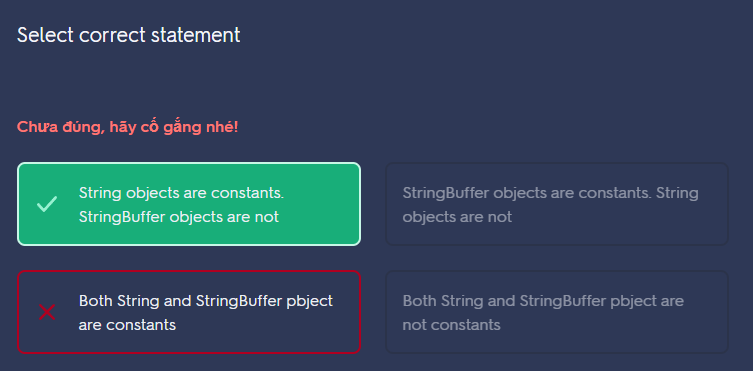 Select correct statement
Chưa đúng, hãy cố gắng nhé!
String objects are constants.
StringBuffer objects are not
StringBuffer objects are constants. String
objects are not
Both String and StringBuffer pbject
are constants
Both String and StringBuffer pbject are
not constants